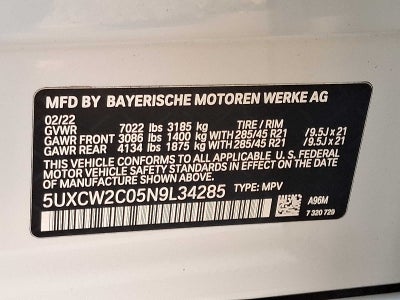 MFD BY BAYERISCHE MOTOREN WERKE AG
02/22
GVWR 7022 lbs 3185 kg TIRE / RIM
GAWR FRONT 3086 lbs 1400 kg WITH 285/45 R21 /9.5J x 21
GAWR REAR 4134 lbs 1875 kg WITH 285/45 R21 /9.5J x 21
THIS VEHICLE CONFORMS TO ALL APPLICABLE U.S. FEDERAL
MOTOR VEHICLE SAFETY STANDARDS IN EFFECT ON THE
DATE OF MANUFACTURE SHOWN ABOVE.
5UXCW2C05N9L34285 TYPE: MPV
A96M
7 320 729